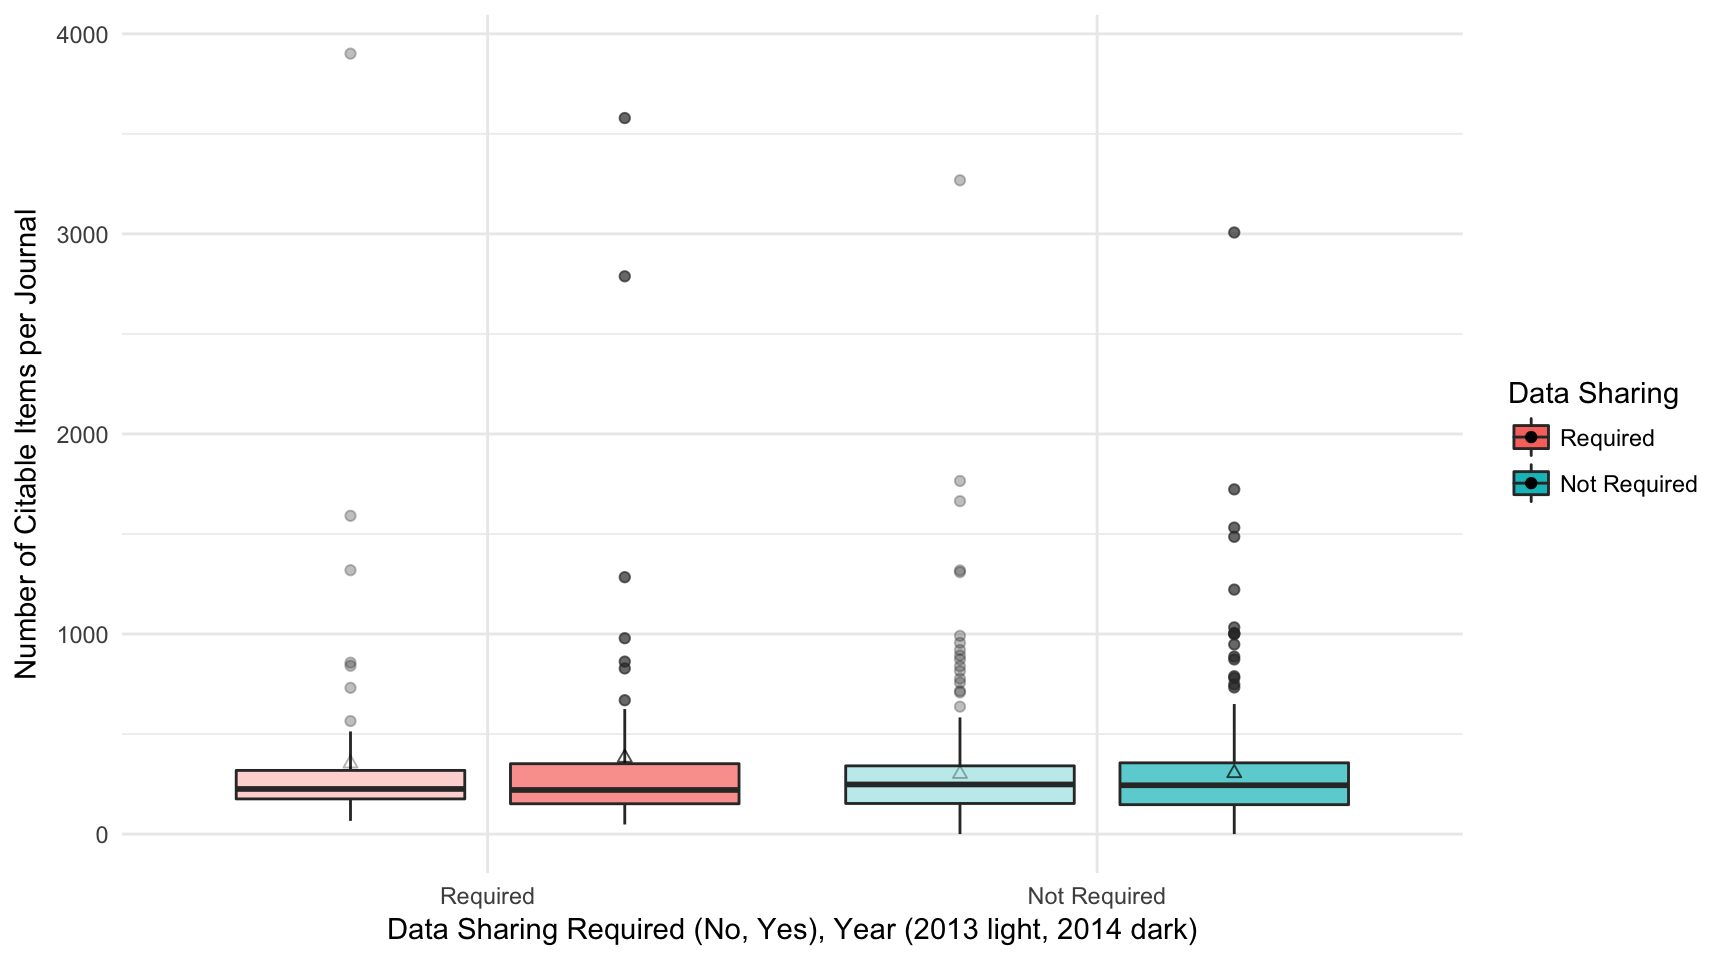 Number of Citable Items per Journal
4000
3000
2000
1000
0
Required
Not Required
Data Sharing Required (No, Yes), Year (2013 light, 2014 dark)
Data Sharing
Required
Not Required